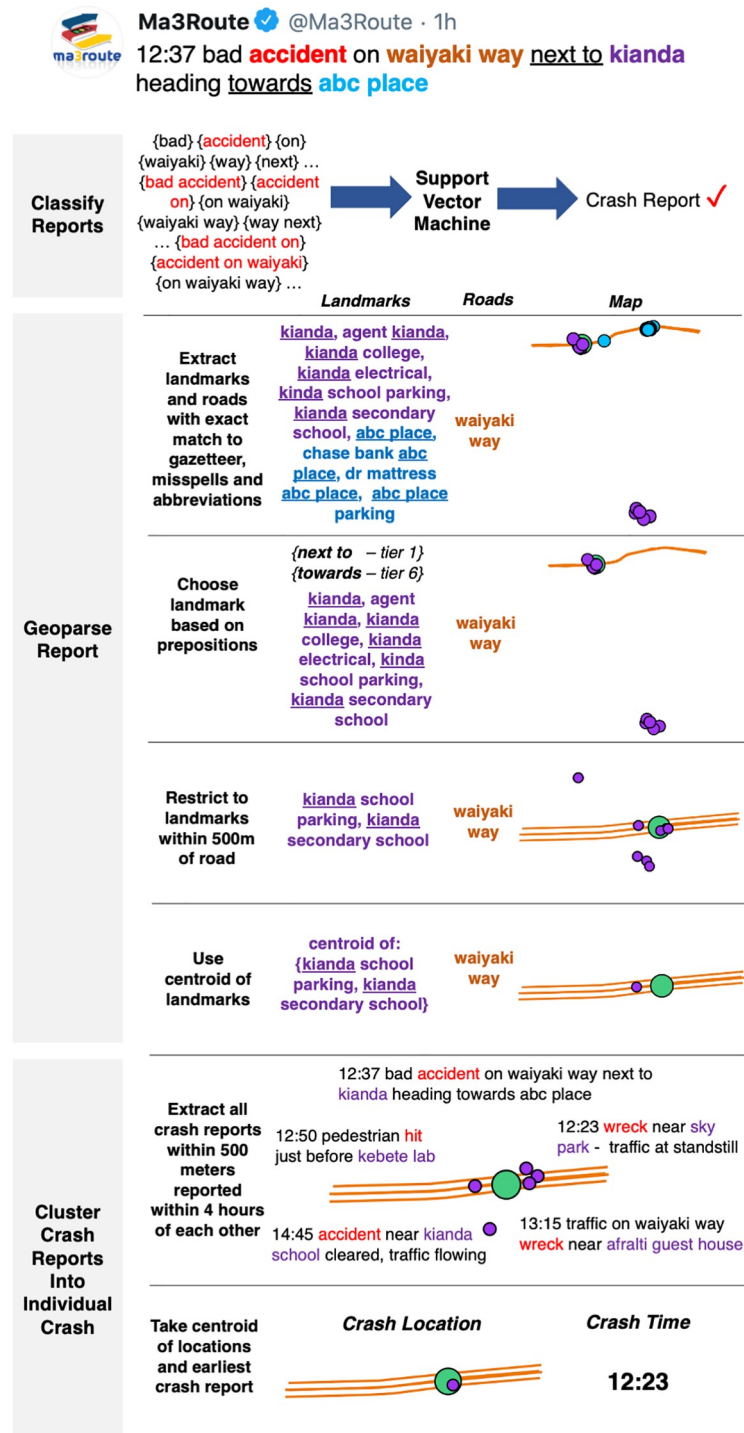 Ma3Route @Ma3Route · 1h
ma3route
12:37 bad accident on waiyaki way next to kianda
heading towards abc place
Classify
Reports
{bad} {accident} {on}
{waiyaki} {way} {next} ...
{bad accident} {accident
on} {on waiyaki}
{waiyaki way} {way next}
... {bad accident on}
{accident on waiyaki}
{on waiyaki way} ...
Support
Vector
Machine
Crash Report ✓
Landmarks
Roads
Map
Geoparse
Report
Extract
landmarks
and roads
with exact
match to
gazetteer,
misspells and
abbreviations
kianda, agent kianda,
kianda college,
kianda electrical,
kinda school parking,
kianda secondary
school, abc place,
chase bank abc
place, dr mattress
abc place, abc place
parking
waiyaki
way
Choose
landmark
based on
prepositions
{next to – tier 1}
{towards – tier 6}
kianda, agent
kianda, kianda
college, kianda
electrical, kinda
school parking,
kianda secondary
school
waiyaki
way
Restrict to
landmarks
within 500m
of road
kianda school
parking, kianda
secondary school
waiyaki
way
Use
centroid of
landmarks
centroid of:
{kianda school
parking, kianda
secondary school}
waiyaki
way
Cluster
Crash
Reports
Into
Individual
Crash
Extract all
crash reports
within 500
meters
reported
within 4 hours
of each other
12:37 bad accident on waiyaki way next to
kianda heading towards abc place
12:50 pedestrian hit
just before kebete lab
12:23 wreck near sky
park - traffic at standstill
14:45 accident near kianda
school cleared, traffic flowing
13:15 traffic on waiyaki way
wreck near afralti guest house
Take centroid
of locations
and earliest
crash report
Crash Location
Crash Time
12:23